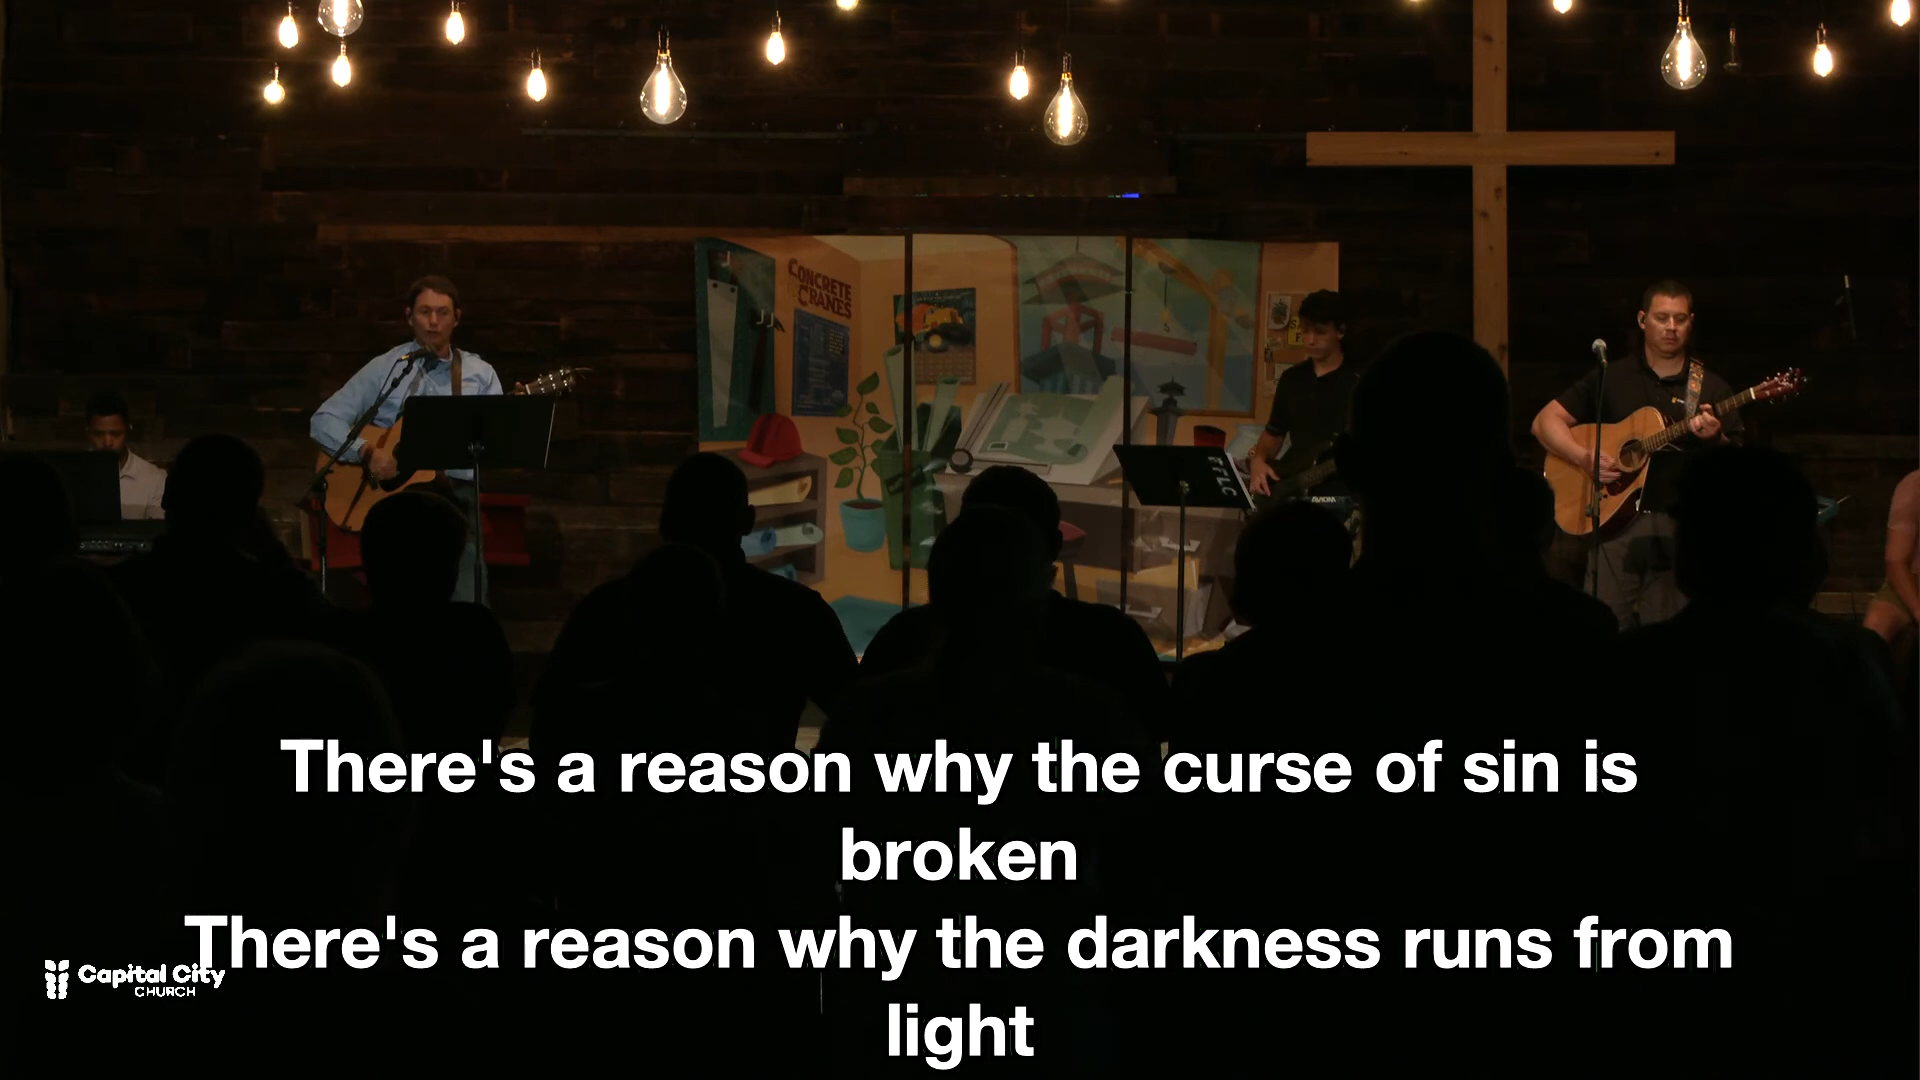 CONCRETE
CRANES
FTLC
There's a reason why the curse of sin is
broken
There's a reason why the darkness runs from
light
Capital City
CHURCH